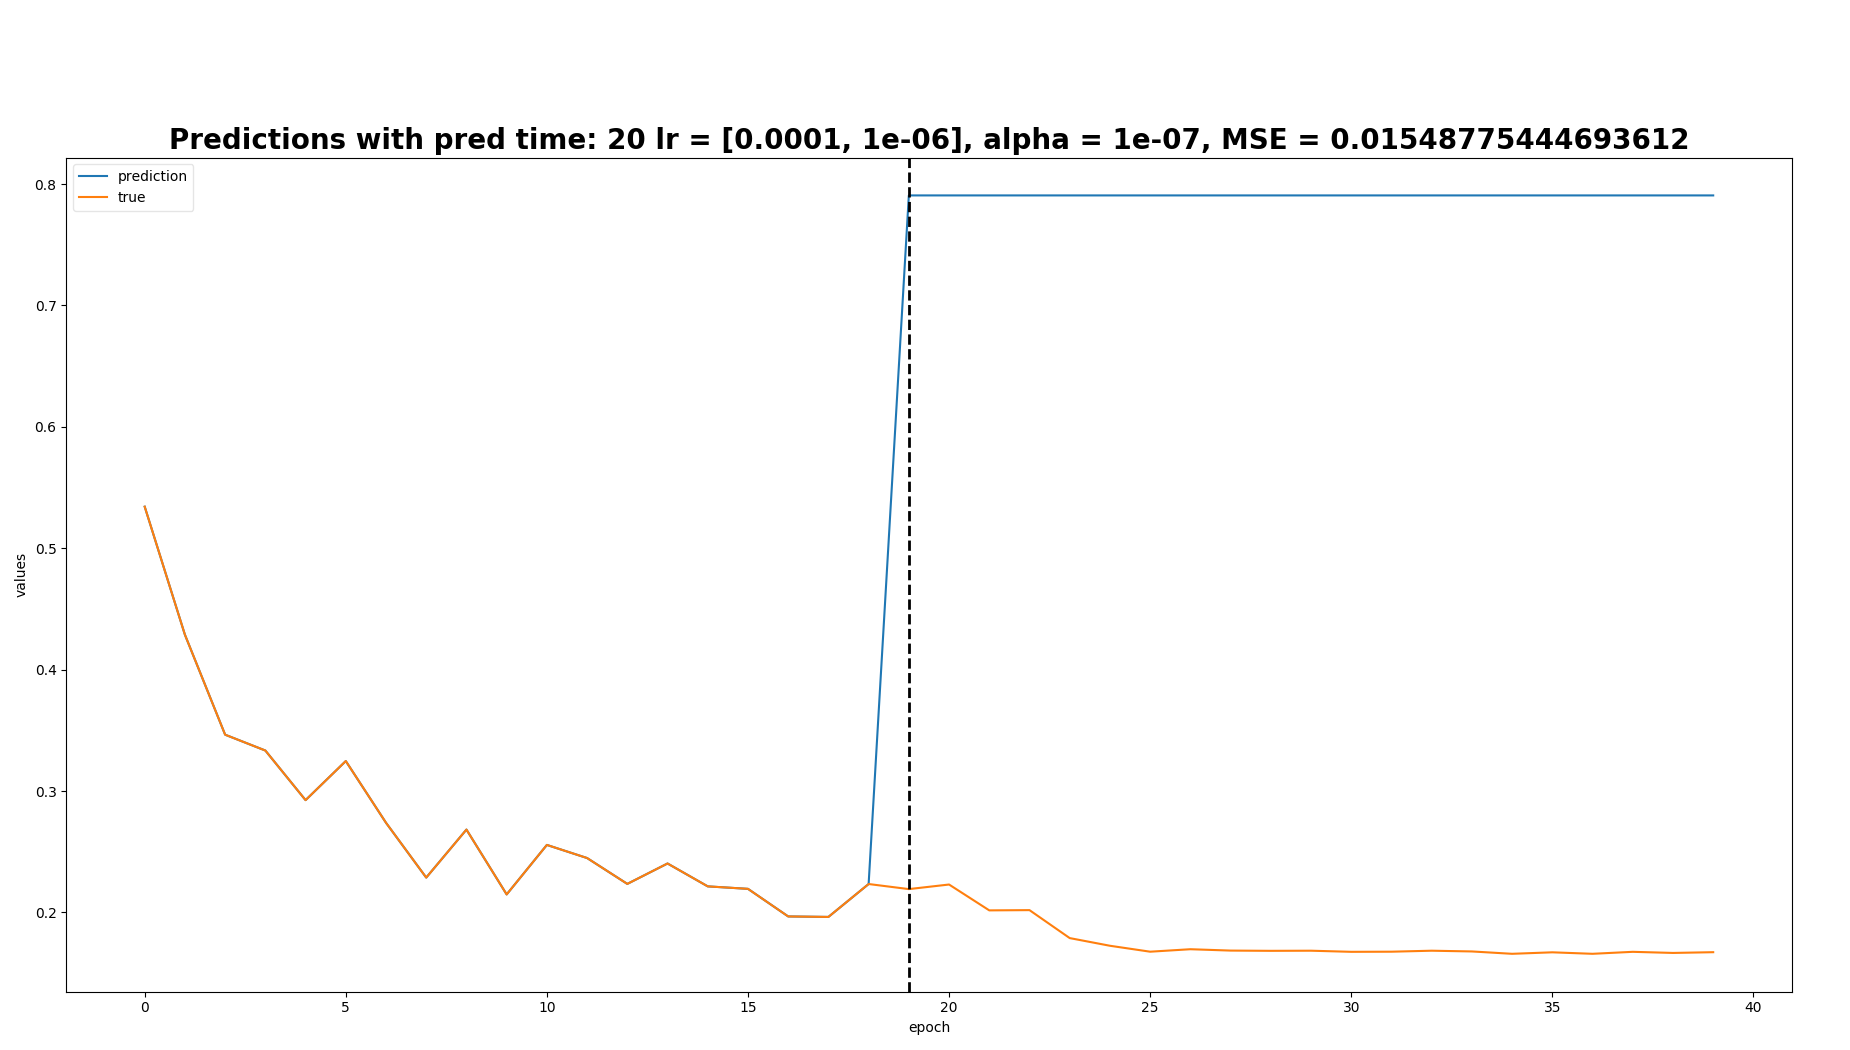 Predictions with pred time: 20 lr = [0.0001, 1e-06], alpha = 1e-07, MSE = 0.01548775444693612
prediction
true
0.8
0.7
0.6
0.5
0.4
0.3
0.2
values
0 5 10 15 20 25 30 35 40
epoch